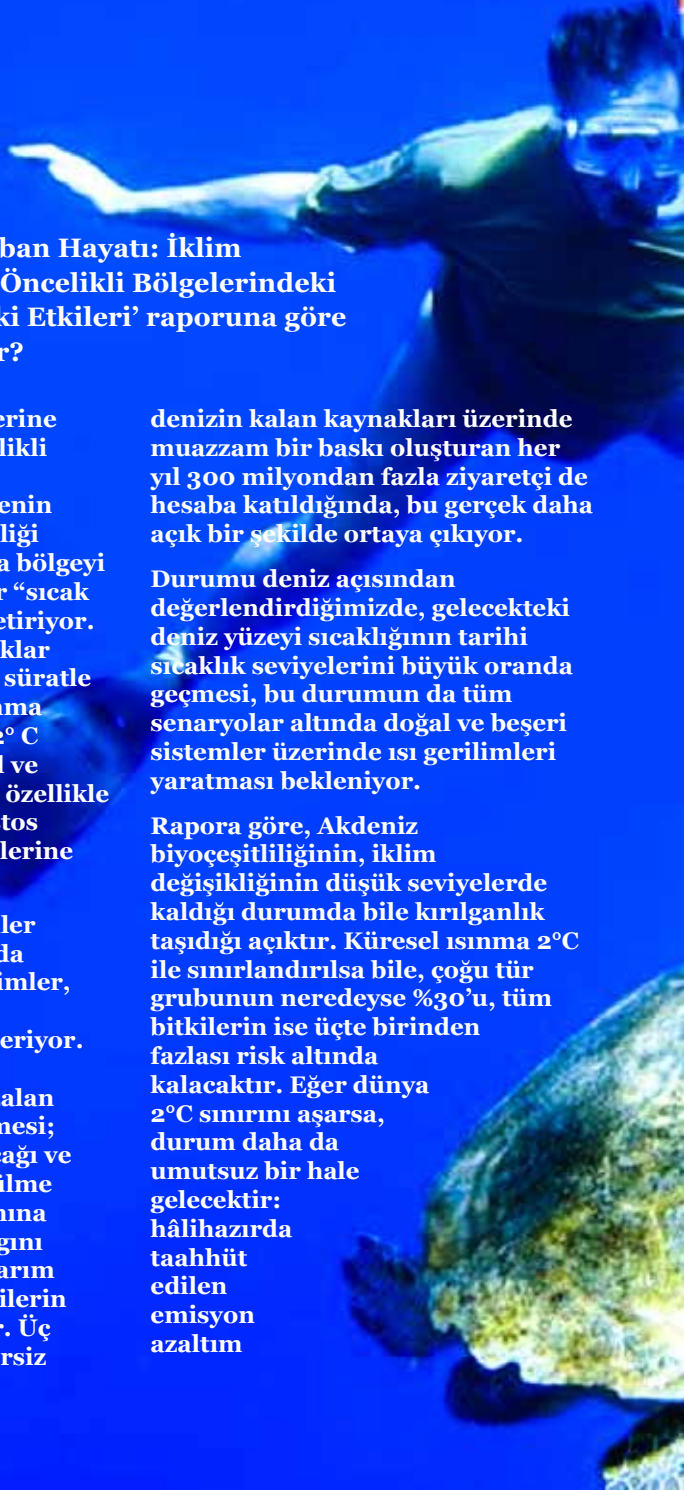 ban Hayatı: İklim
Öncelikli Bölgelerindeki
ki Etkileri’ raporuna göre
r?
erine
likli
enin
liği
a bölgeyi
r “sıcak
etiriyor.
klar
süratle
ma
2° C
l ve
özellikle
tos
lerine
ler
da
imler,
eriyor.
alan
mesi;
ağı ve
ülme
nına
gını
arım
ilerin
r. Üç
rsiz
denizin kalan kaynakları üzerinde
muazzam bir baskı oluşturan her
yıl 300 milyondan fazla ziyaretçi de
hesaba katıldığında, bu gerçek daha
açık bir şekilde ortaya çıkıyor.
Durumu deniz açısından
değerlendirdiğimizde, gelecekteki
deniz yüzeyi sıcaklığının tarihi
sıcaklık seviyelerini büyük oranda
geçmesi, bu durumun da tüm
senaryolar altında doğal ve beşeri
sistemler üzerinde ısı gerilimleri
yaratması bekleniyor.
Rapora göre, Akdeniz
biyoçeşitliliğinin, iklim
değişikliğinin düşük seviyelerde
kaldığı durumda bile kırılganlık
taşıdığı açıktır. Küresel ısınma 2°C
ile sınırlandırılsa bile, çoğu tür
grubunun neredeyse %30’u, tüm
bitkilerin ise üçte birinden
fazlası risk altında
kalacaktır. Eğer dünya
2°C sınırını aşarsa,
durum daha da
umutsuz bir hale
gelecektir:
hâlihazırda
taahhüt
edilen
emisyon
azaltım